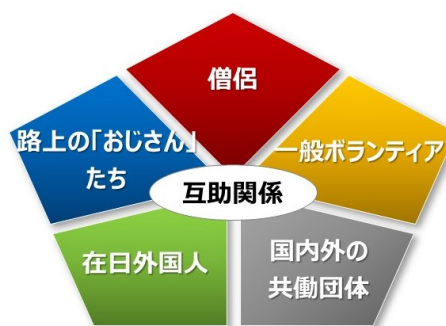 僧侶
路上の「おじさん」
たち
一般ボランティア
互助関係
在日外国人
国内外の
共働団体